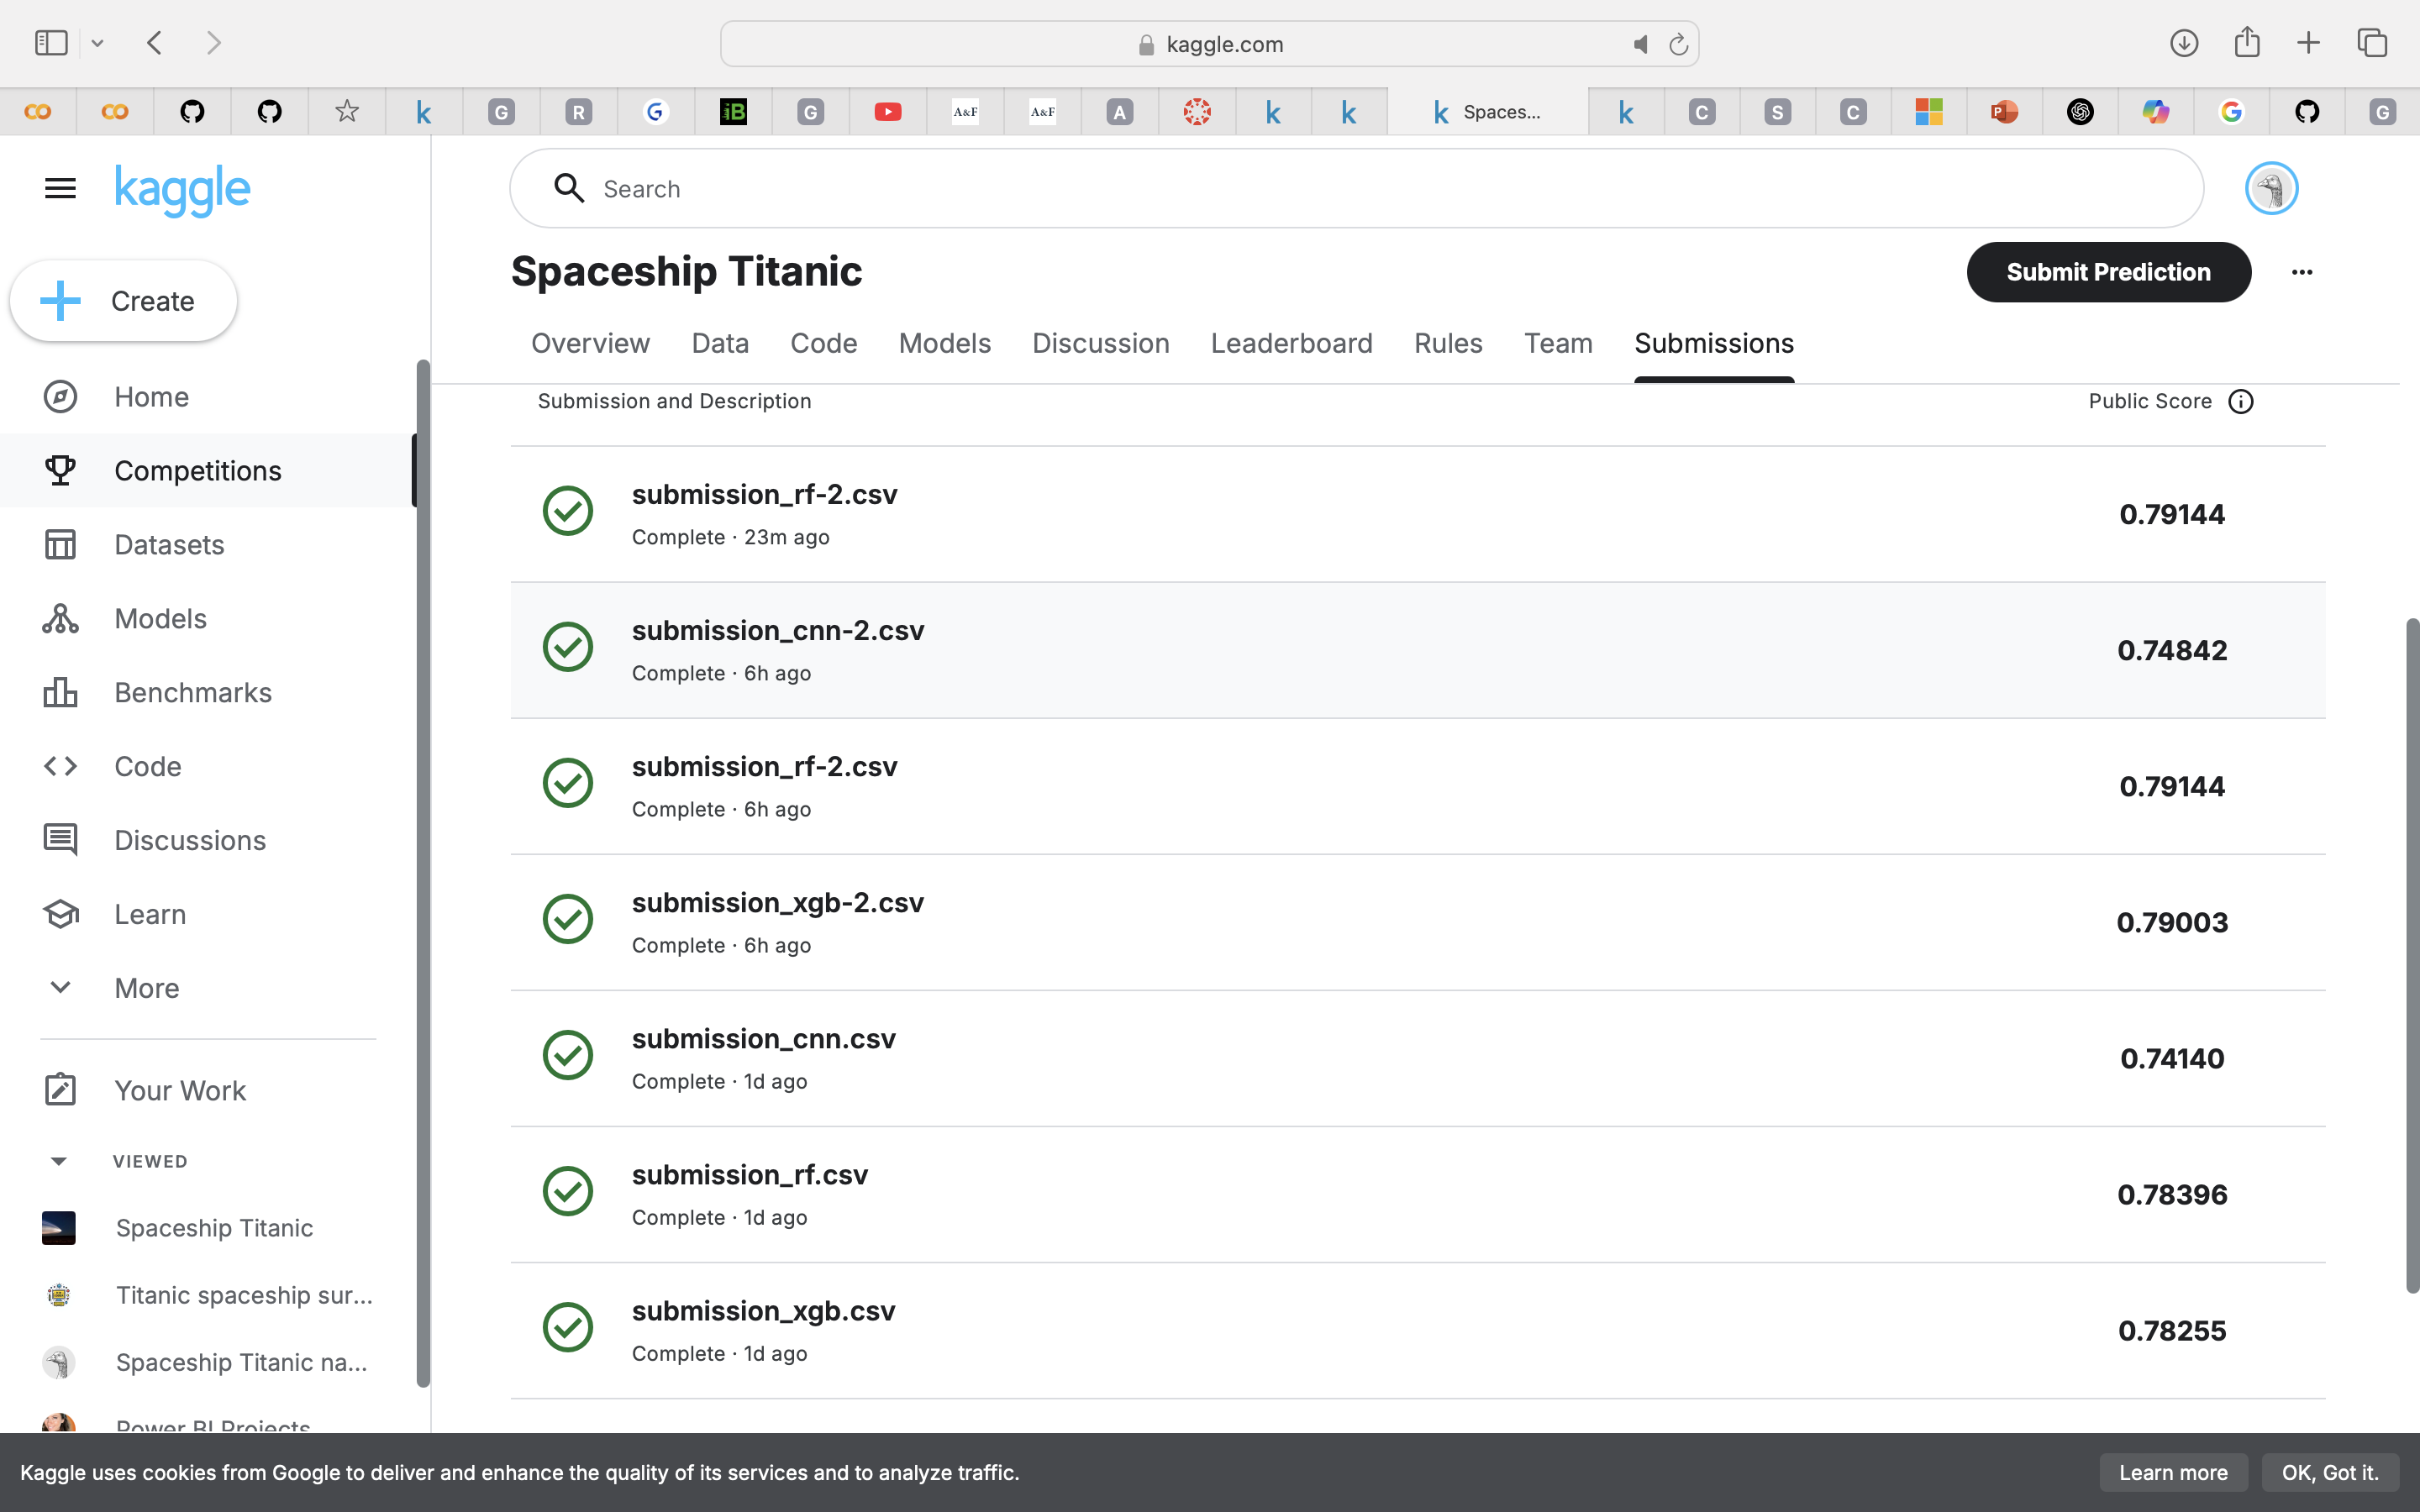 kaggle.com
G
R
G
iB
G
A&F
A&F
A
k
k
k
k Spaces...
k
C
S
C
P
G
G
kaggle
Search
Create
Spaceship Titanic
Submit Prediction
Overview Data Code Models Discussion Leaderboard Rules Team Submissions
Submission and Description Public Score
submission_rf-2.csv
Complete · 23m ago
0.79144
submission_cnn-2.csv
Complete · 6h ago
0.74842
submission_rf-2.csv
Complete · 6h ago
0.79144
submission_xgb-2.csv
Complete · 6h ago
0.79003
submission_cnn.csv
Complete · 1d ago
0.74140
submission_rf.csv
Complete · 1d ago
0.78396
submission_xgb.csv
Complete · 1d ago
0.78255
Home
Competitions
Datasets
Models
Benchmarks
Code
Discussions
Learn
More
Your Work
VIEWED
Spaceship Titanic
Titanic spaceship sur...
Spaceship Titanic na...
Power BI Projects
Kaggle uses cookies from Google to deliver and enhance the quality of its services and to analyze traffic.
Learn more
OK, Got it.